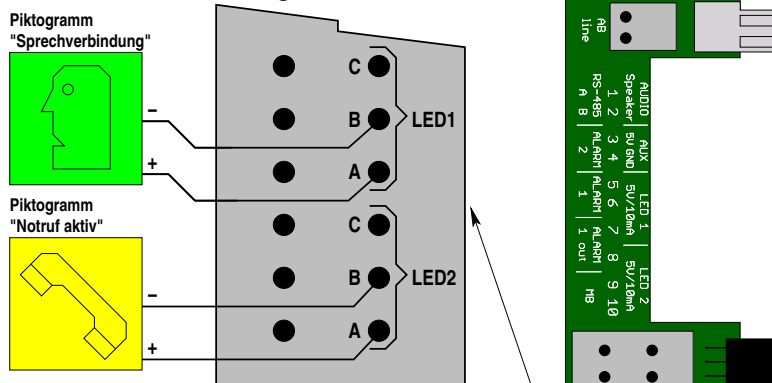 Piktogramm
"Sprechverbindung"
–
+
C
B
A
LED1
Piktogramm
"Notruf aktiv"
–
+
C
B
A
LED2
AB
line
AUDIO
Speaker
1 2
RS-485
A B
AUX
5V GND
3 4
ALARM
2
LED 1
5V/10mA
5 6 7
ALARM
1
ALARM
1 out
LED 2
5V/10mA
8 9 10
MB